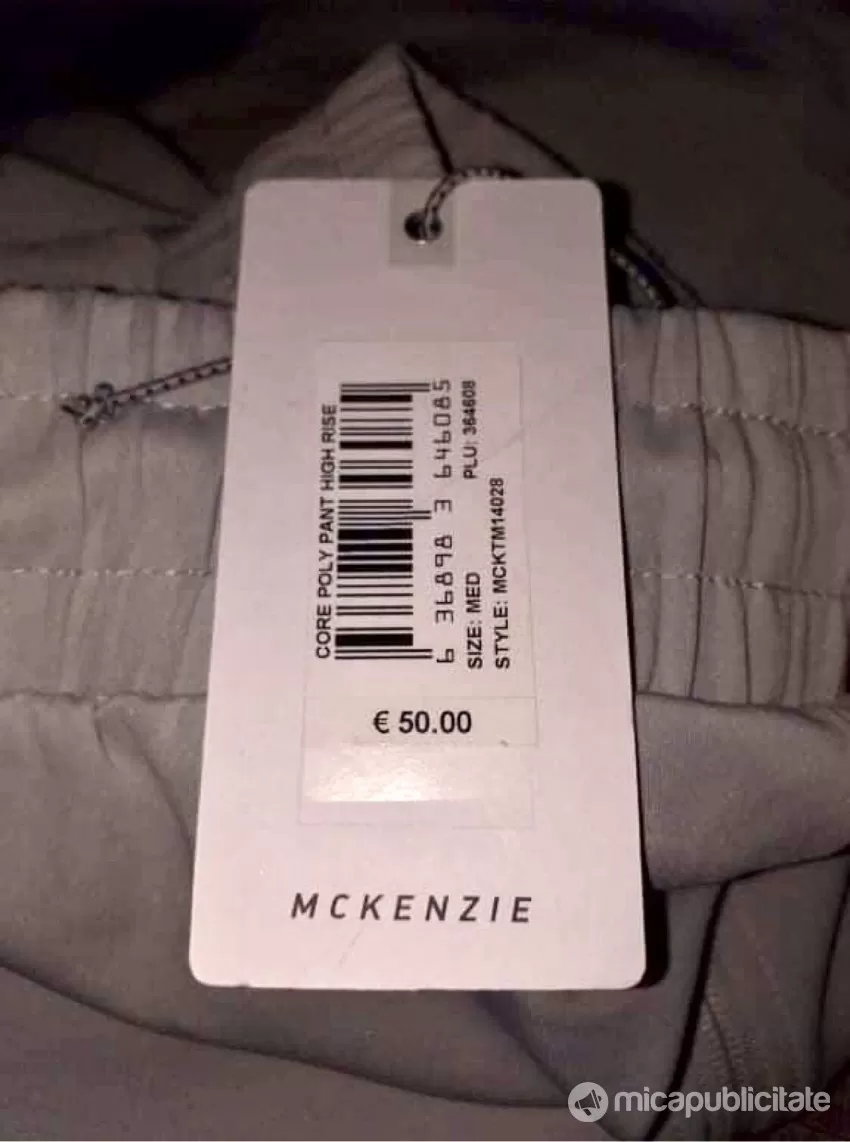 CORE POLY PANT HIGH RISE
6 36898 3 646085
SIZE: MED PLU: 364608
STYLE: MCKTM14028
€ 50.00
MCKENZIE
micapublicitate